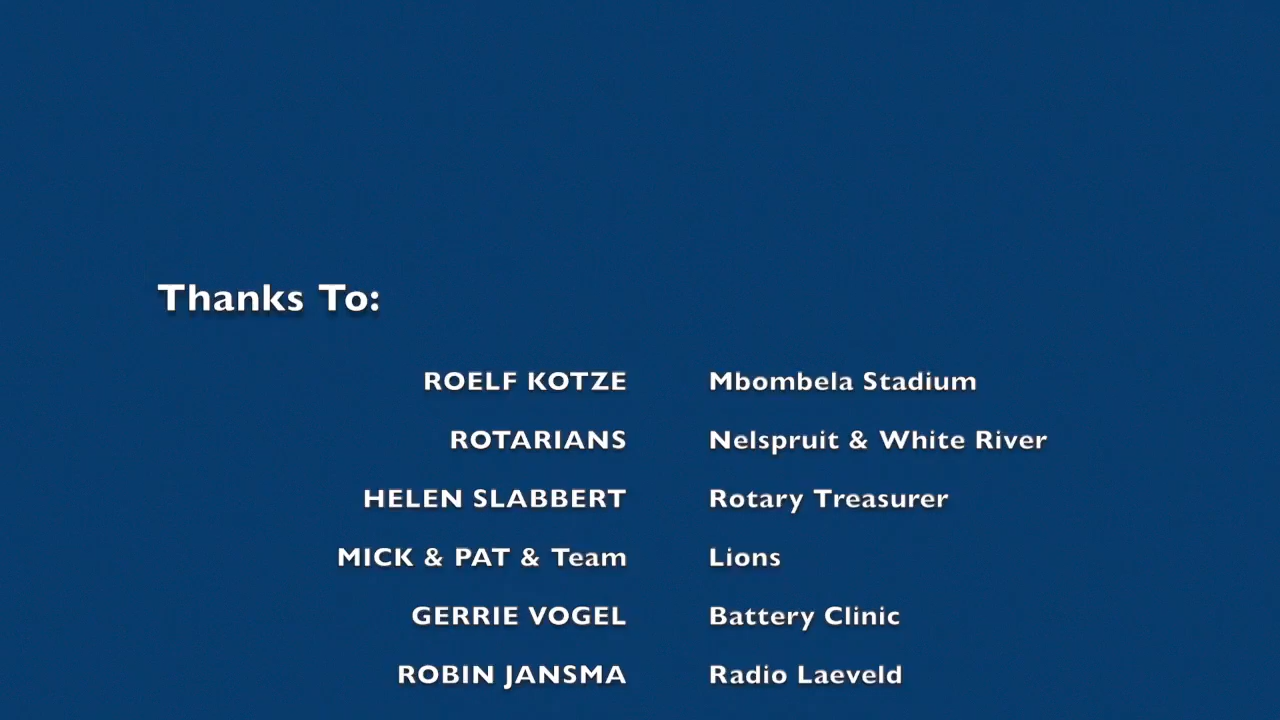 Thanks To:
ROELF KOTZE Mbombela Stadium
ROTARIANS Nelspruit & White River
HELEN SLABBERT Rotary Treasurer
MICK & PAT & Team Lions
GERRIE VOGEL Battery Clinic
ROBIN JANSMA Radio Laeveld